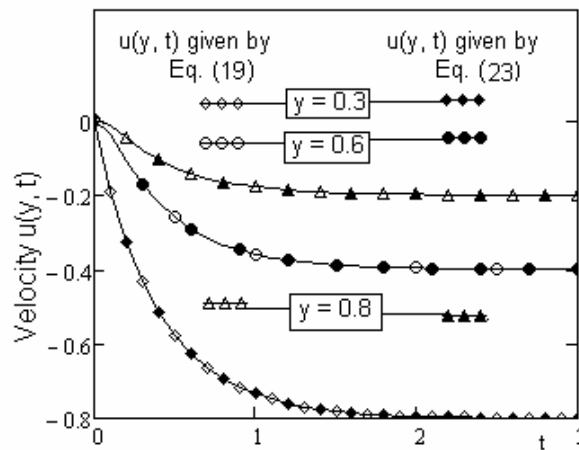 u(y, t) given by u(y, t) given by
Eq. (19) Eq. (23)
y = 0.3
y = 0.6
y = 0.8
Velocity u(y, t)
0
−0.2
−0.4
−0.6
−0.8
0 1 2 3
t